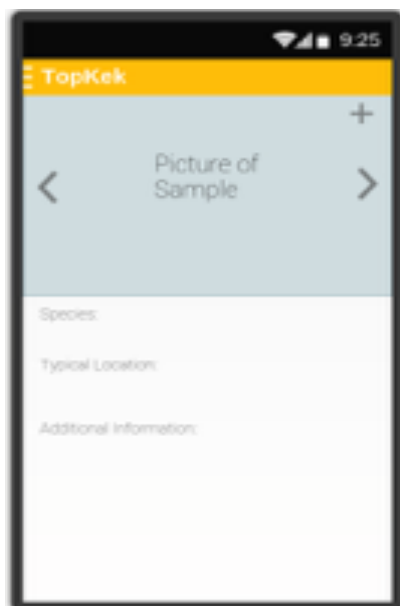 9:25
TopKek
Picture of
Sample
Species:
Typical Location:
Additional Information: